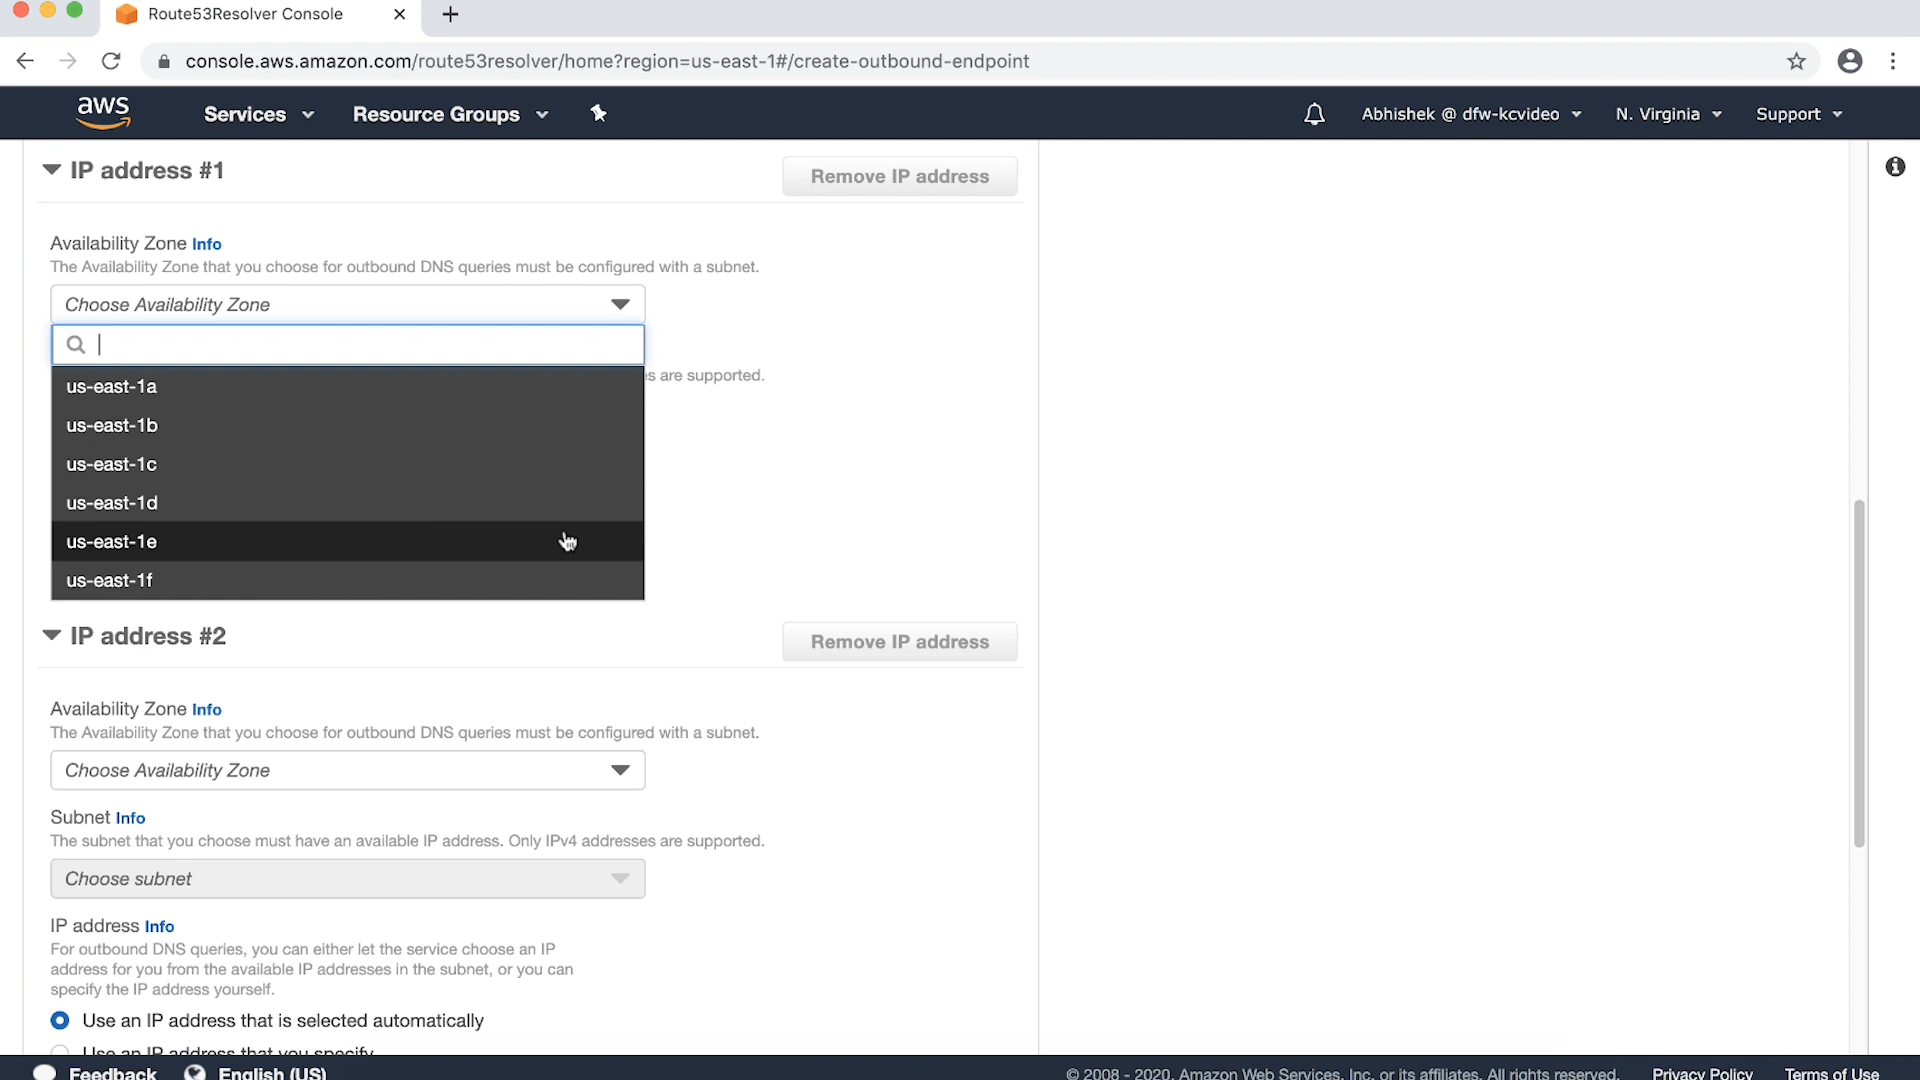 Route53Resolver Console
console.aws.amazon.com/route53resolver/home?region=us-east-1#/create-outbound-endpoint
aws Services Resource Groups Abhishek @ dfw-kcvideo N. Virginia Support
IP address #1 Remove IP address
Availability Zone Info
The Availability Zone that you choose for outbound DNS queries must be configured with a subnet.
Choose Availability Zone
es are supported.
us-east-1a
us-east-1b
us-east-1c
us-east-1d
us-east-1e
us-east-1f
IP address #2 Remove IP address
Availability Zone Info
The Availability Zone that you choose for outbound DNS queries must be configured with a subnet.
Choose Availability Zone
Subnet Info
The subnet that you choose must have an available IP address. Only IPv4 addresses are supported.
Choose subnet
IP address Info
For outbound DNS queries, you can either let the service choose an IP
address for you from the available IP addresses in the subnet, or you can
specify the IP address yourself.
Use an IP address that is selected automatically
Use an IP address that you specify
Feedback English (US) © 2008 - 2020, Amazon Web Services, Inc. or its affiliates. All rights reserved. Privacy Policy Terms of Use